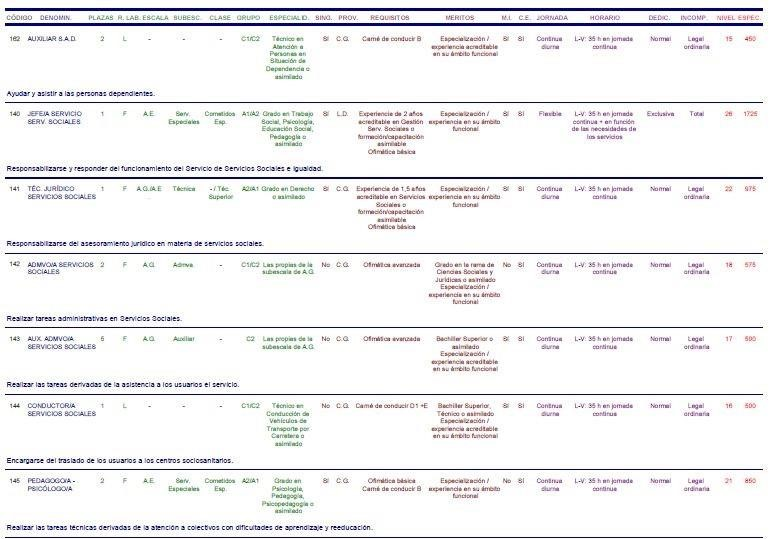 CÓDIGO DENOMIN. PLAZAS R. LAB. ESCALA SUBESC. CLASE GRUPO ESPECIALID. SING. PROV. REQUISITOS MERITOS M.I. C.E. JORNADA HORARIO DEDIC. INCOMP. NIVEL ESPEC.
162 AUXILIAR S.A.D. 2 L - - - C1/C2 Técnico en SI C.G. Carné de conducir B Especialización / SI SI Continua L-V: 35 h en jornada Normal Legal 15 450
Atención a experiencia acreditable diurna continua ordinaria
Personas en en su ámbito funcional
Situación de
Dependencia o
asimilado
Ayudar y asistir a las personas dependientes.
140 JEFE/A SERVICIO 1 F A.E. Serv. Cometidos A1/A2 Grado en Trabajo SI L.D. Experiencia de 2 años Especialización / SI SI Flexible L-V: 35 h en jornada Exclusiva Total 26 1725
SERV. SOCIALES Especiales Esp. Social, Psicología, acreditable en Gestión experiencia en su ámbito continua + en función
Educación Social, Serv. Sociales o funcional de las necesidades de
Pedagogía o formación/capacitación los servicios
asimilado asimilable
Ofimática básica
Responsabilizarse y responder del funcionamiento del Servicio de Servicios Sociales e Igualdad.
141 TÉC. JURÍDICO 1 F A.G./A.E Técnica - / Téc. A2/A1 Grado en Derecho SI C.G. Experiencia de 1,5 años Especialización / SI SI Continua L-V: 35 h en jornada Normal Legal 22 975
SERVICIOS SOCIALES . Superior o asimilado acreditable en Servicios experiencia en su ámbito diurna continua ordinaria
Sociales o funcional
formación/capacitación
asimilable
Ofimática básica
Responsabilizarse del asesoramiento jurídico en materia de servicios sociales.
142 ADMVO/A SERVICIOS 2 F A.G. Admva. - C1/C2 Las propias de la No C.G. Ofimática avanzada Grado en la rama de No SI Continua L-V: 35 h en jornada Normal Legal 18 575
SOCIALES subescala de A.G. Ciencias Sociales y diurna continua ordinaria
Jurídicas o asimilado
Especialización /
experiencia en su ámbito
funcional
Realizar tareas administrativas en Servicios Sociales.
143 AUX. ADMVO/A 5 F A.G. Auxiliar - C2 Las propias de la No C.G. Ofimática avanzada Bachiller Superior o SI SI Continua L-V: 35 h en jornada Normal Legal 17 500
SERVICIOS SOCIALES subescala de A.G. asimilado diurna continua ordinaria
Especialización /
experiencia acreditable
en su ámbito funcional
Realizar las tareas derivadas de la asistencia a los usuarios el servicio.
144 CONDUCTOR/A 1 L - - - C1/C2 Técnico en No C.G. Carné de conducir D1 +E Bachiller Superior, SI SI Continua L-V: 35 h en jornada Normal Legal 16 500
SERVICIOS SOCIALES Conducción de Técnico o asimilado diurna continua ordinaria
Vehículos de Especialización /
Transporte por experiencia acreditable
Carretera o en su ámbito funcional
asimilado
Encargarse del traslado de los usuarios a los centros sociosanitarios.
145 PEDAGOGO/A - 2 F A.E. Serv. Cometidos A2/A1 Grado en SI C.G. Ofimática básica Especialización / No SI Continua L-V: 35 h en jornada Normal Legal 21 850
PSICÓLOGO/A Especiales Esp. Psicología, Carné de conducir B experiencia en su ámbito diurna continua ordinaria
Pedagogía, funcional
Psicopedagogía o
asimilado
Realizar las tareas técnicas derivadas de la atención a colectivos con dificultades de aprendizaje y reeducación.